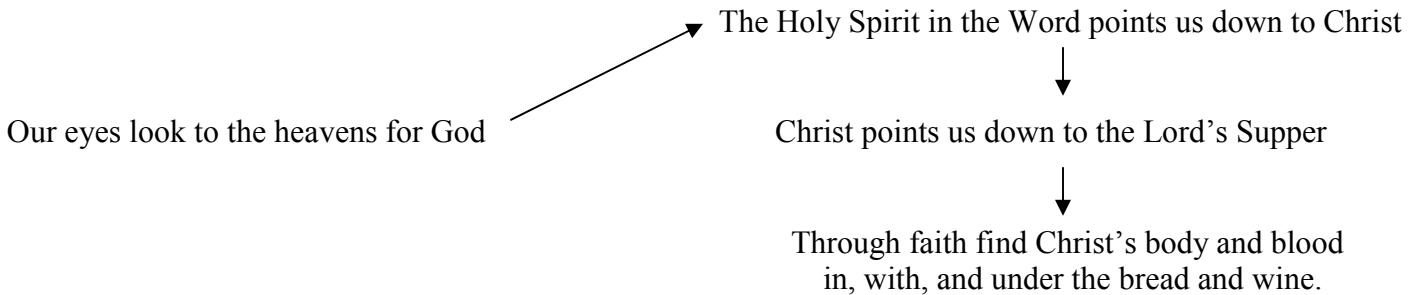 The Holy Spirit in the Word points us down to Christ
Our eyes look to the heavens for God
Christ points us down to the Lord’s Supper
Through faith find Christ’s body and blood
in, with, and under the bread and wine.